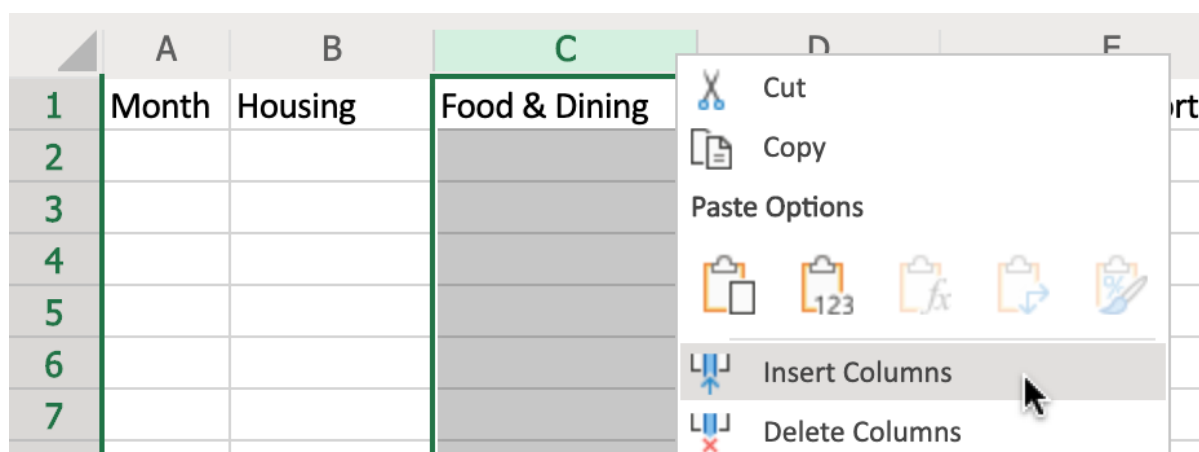 A B C D E
1 Month Housing Food & Dining
2
3
4
5
6
7
Cut
Copy
Paste Options
123 fx %
Insert Columns
Delete Columns